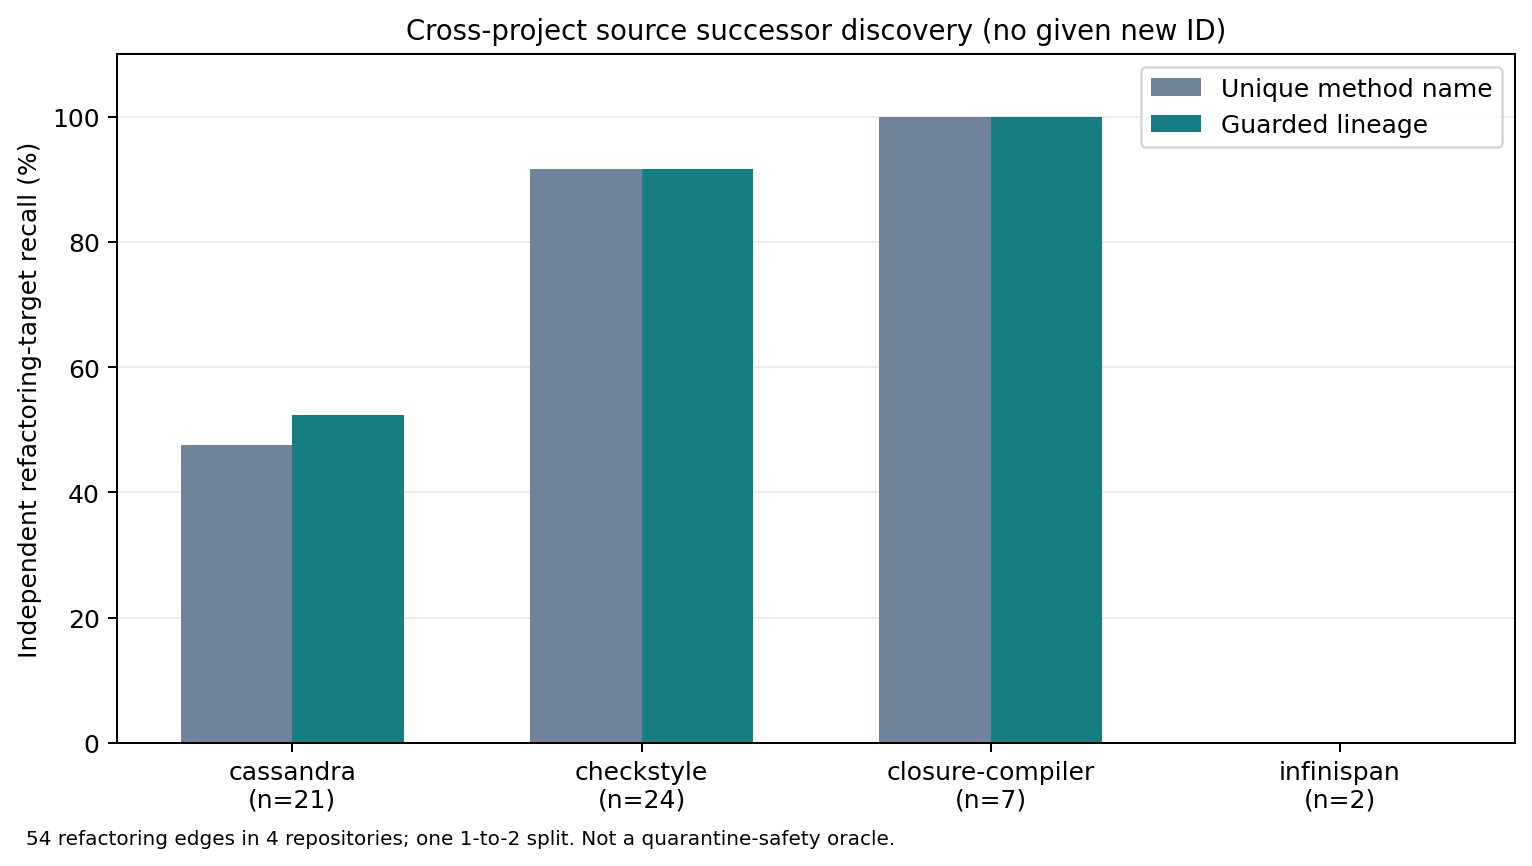 Cross-project source successor discovery (no given new ID)
Unique method name
Guarded lineage
Independent refactoring-target recall (%)
100
80
60
40
20
0
cassandra
(n=21)
checkstyle
(n=24)
closure-compiler
(n=7)
infinispan
(n=2)
54 refactoring edges in 4 repositories; one 1-to-2 split. Not a quarantine-safety oracle.